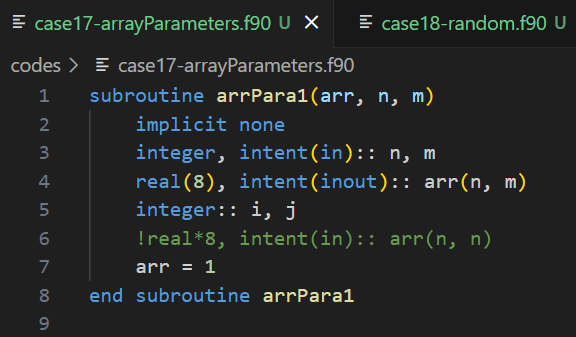 case17-arrayParameters.f90 U × case18-random.f90 U
codes > case17-arrayParameters.f90
1 subroutine arrPara1(arr, n, m)
2     implicit none
3     integer, intent(in):: n, m
4     real(8), intent(inout):: arr(n, m)
5     integer:: i, j
6     !real*8, intent(in):: arr(n, n)
7     arr = 1
8 end subroutine arrPara1
9